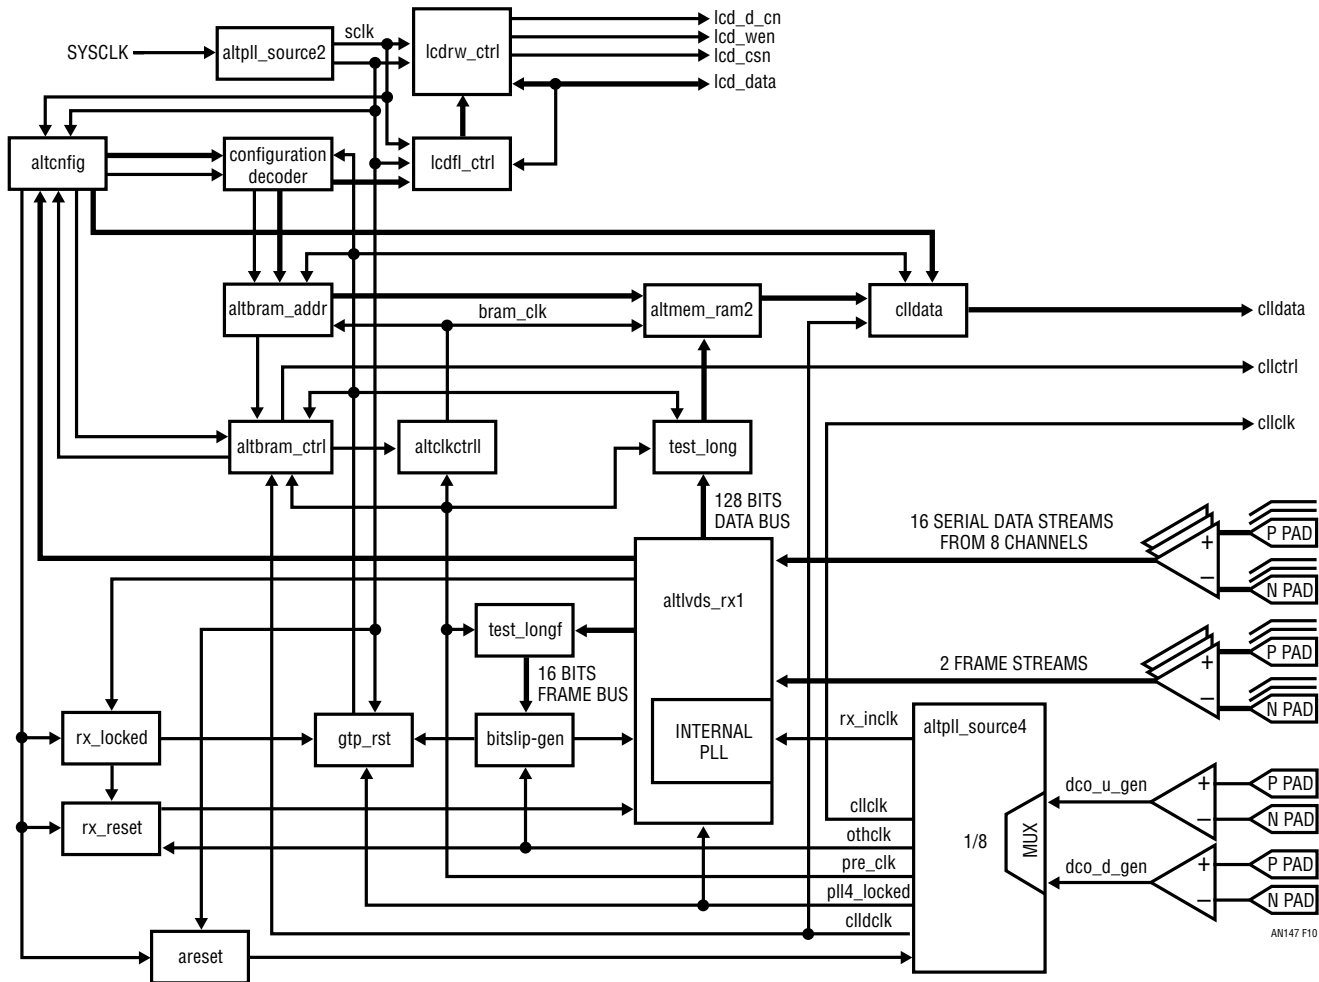 lcd_d_cn
sclk
lcd_wen
SYSCLK
altpll_source2
lcdrw_ctrl
lcd_csn
lcd_data
altcnfig
configuration
decoder
lcdfl_ctrl
altbram_addr
bram_clk
altmem_ram2
clldata
clldata
cllctrl
cllclk
altbram_ctrl
altclkctrll
test_long
128 BITS
DATA BUS
16 SERIAL DATA STREAMS
FROM 8 CHANNELS
+
–
P PAD
N PAD
altlvds_rx1
test_longf
16 BITS
FRAME BUS
2 FRAME STREAMS
+
–
P PAD
N PAD
rx_locked
gtp_rst
bitslip-gen
INTERNAL
PLL
rx_inclk
altpll_source4
dco_u_gen
+
–
P PAD
N PAD
rx_reset
cllclk
othclk
1/8
MUX
pre_clk
dco_d_gen
+
–
P PAD
N PAD
pll4_locked
clldclk
areset
AN147 F10